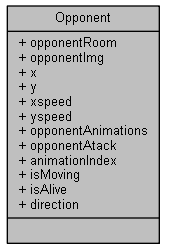 Opponent
+ opponentRoom
+ opponentImg
+ x
+ y
+ xspeed
+ yspeed
+ opponentAnimations
+ opponentAtack
+ animationIndex
+ isMoving
+ isAlive
+ direction